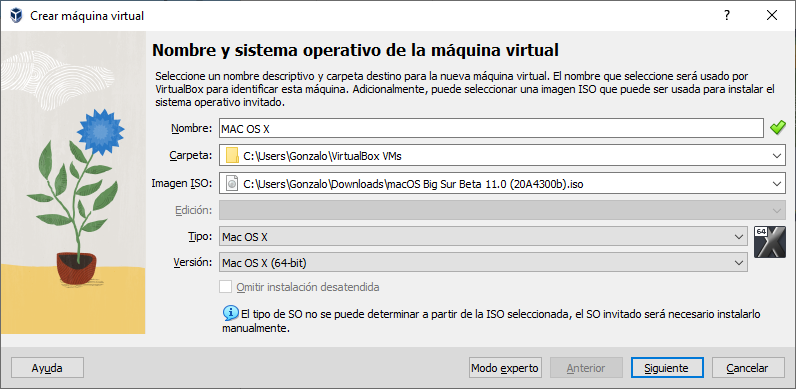 Crear máquina virtual
?
Nombre y sistema operativo de la máquina virtual
Seleccione un nombre descriptivo y carpeta destino para la nueva máquina virtual. El nombre que seleccione será usado por
VirtualBox para identificar esta máquina. Adicionalmente, puede seleccionar una imagen ISO que puede ser usada para instalar el
sistema operativo invitado.
Nombre: MAC OS X
Carpeta: C:\Users\Gonzalo\VirtualBox VMs
Imagen ISO: C:\Users\Gonzalo\Downloads\macOS Big Sur Beta 11.0 (20A4300b).iso
Edición:
Tipo: Mac OS X
64
X
Versión: Mac OS X (64-bit)
Omitir instalación desatendida
El tipo de SO no se puede determinar a partir de la ISO seleccionada, el SO invitado será necesario instalarlo
manualmente.
Ayuda Modo experto Anterior Siguiente Cancelar